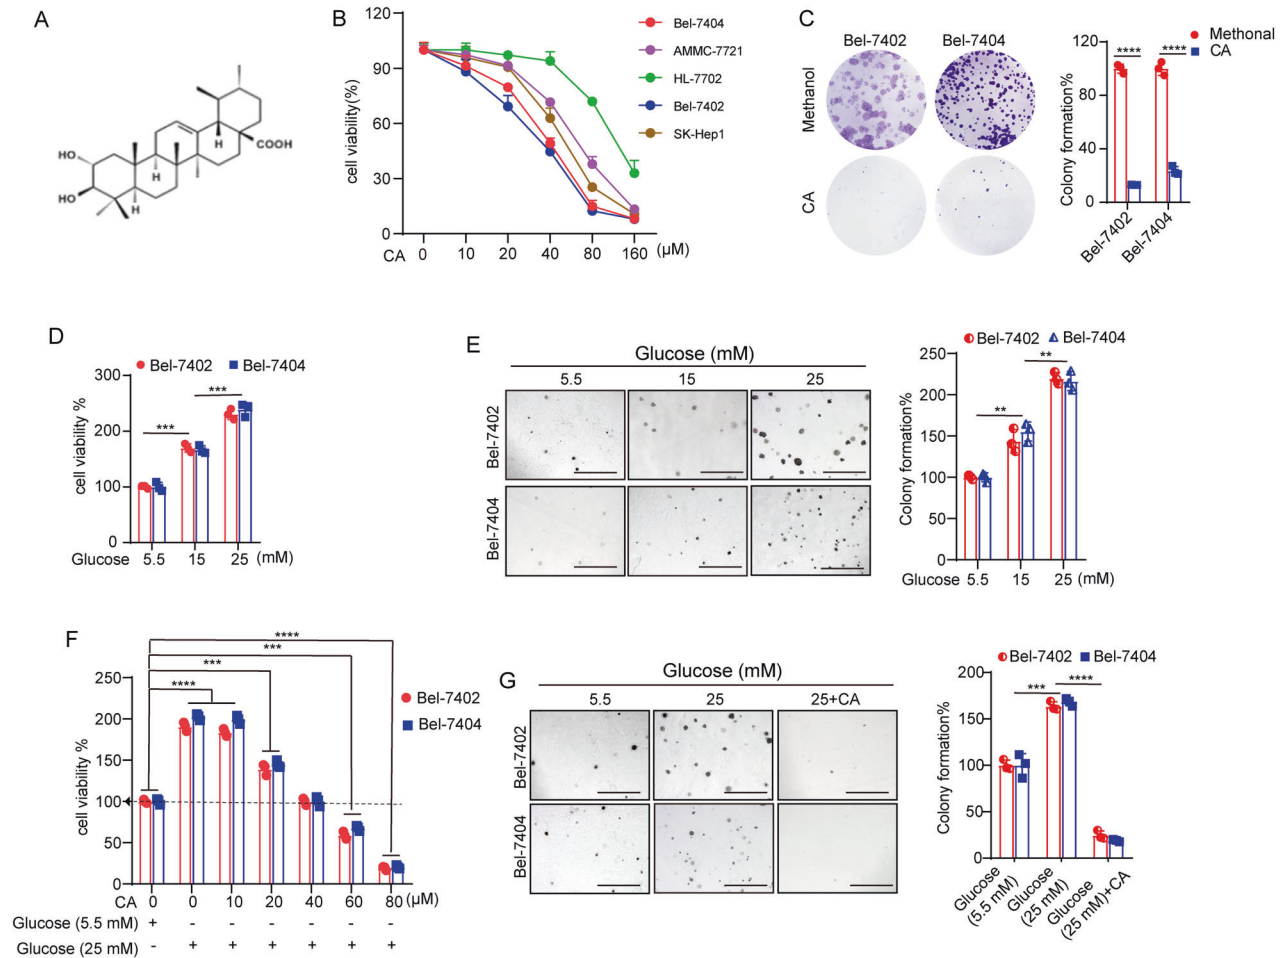 A
HO
HO
H
H
H
COOH
B
120
90
60
30
0
cell viability(%)
CA 0 10 20 40 80 160 (μM)
Bel-7404
AMMC-7721
HL-7702
Bel-7402
SK-Hep1
C
Bel-7402 Bel-7404
Methanol
CA
Methonal
CA
120
80
40
0
Colony formation%
**** ****
Bel-7402
Bel-7404
D
Bel-7402 Bel-7404
300
200
100
0
cell viability %
***
***
Glucose 5.5 15 25 (mM)
E
Glucose (mM)
5.5 15 25
Bel-7402
Bel-7404
Bel-7402 Bel-7404
250
200
150
100
50
0
Colony formation%
**
**
Glucose 5.5 15 25 (mM)
F
****
***
***
****
250
200
150
100
50
0
cell viability %
Bel-7402
Bel-7404
CA 0 0 10 20 40 60 80 (μM)
Glucose (5.5 mM) + - - - - - -
Glucose (25 mM) - + + + + + +
G
Glucose (mM)
5.5 25 25+CA
Bel-7402
Bel-7404
Bel-7402 Bel-7404
200
150
100
50
0
Colony formation%
*** ****
Glucose
(5.5 mM)
Glucose
(25 mM)
Glucose
(25 mM)+CA